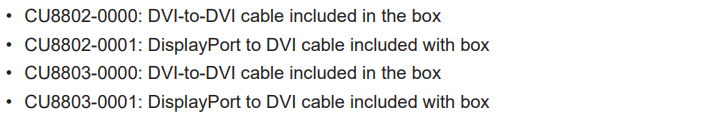 • CU8802-0000: DVI-to-DVI cable included in the box
• CU8802-0001: DisplayPort to DVI cable included with box
• CU8803-0000: DVI-to-DVI cable included in the box
• CU8803-0001: DisplayPort to DVI cable included with box